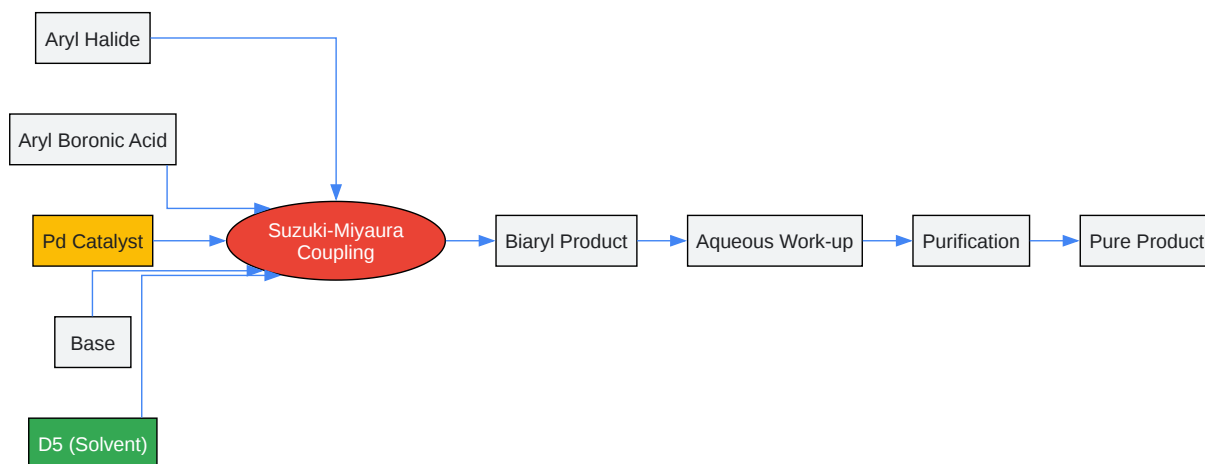 Aryl Halide
Aryl Boronic Acid
Pd Catalyst
Suzuki-Miyaura
Coupling
Biaryl Product
Aqueous Work-up
Purification
Pure Product
Base
D5 (Solvent)